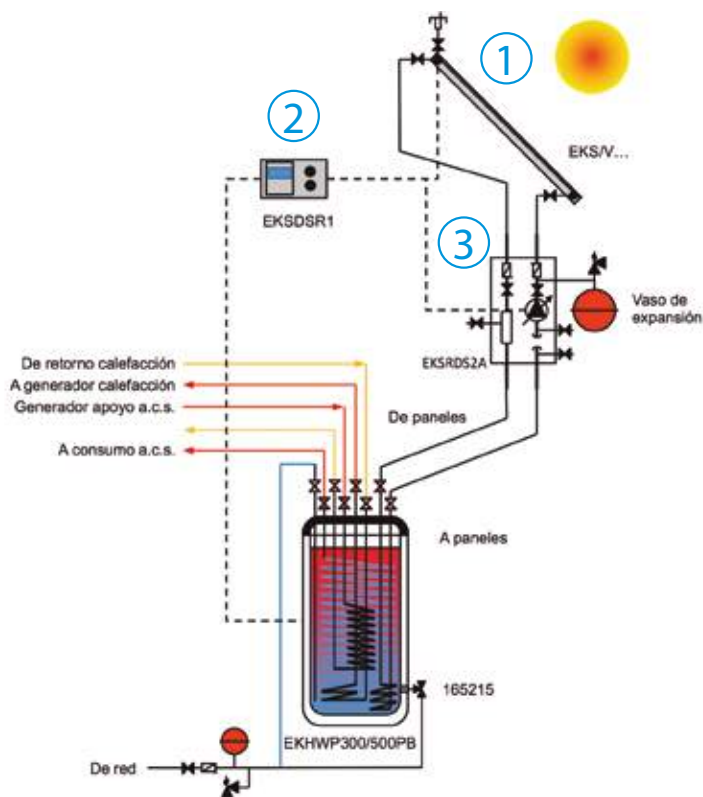 1
2
EKS/V...
EKSDSR1
3
Vaso de
expansión
EKSRDS2A
De retorno calefacción
A generador calefacción
Generador apoyo a.c.s.
De paneles
A consumo a.c.s.
A paneles
165215
EKHWP300/500PB
De red